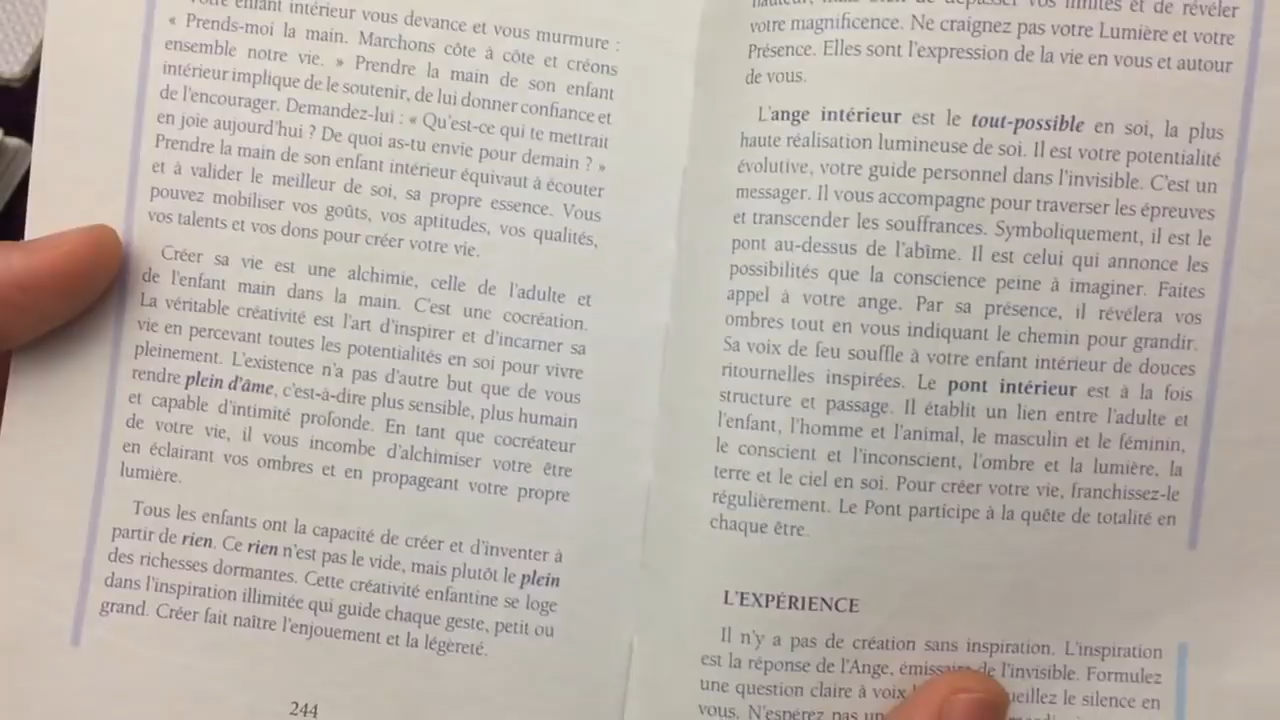 enfant intérieur vous devance et vous murmure :
« Prends-moi la main. Marchons côte à côte et créons
ensemble notre vie. » Prendre la main de son enfant
intérieur implique de le soutenir, de lui donner confiance et
de l'encourager. Demandez-lui : « Qu'est-ce qui te mettrait
en joie aujourd'hui ? De quoi as-tu envie pour demain ? »
Prendre la main de son enfant intérieur équivaut à écouter
et à valider le meilleur de soi, sa propre essence. Vous
pouvez mobiliser vos goûts, vos aptitudes, vos qualités,
vos talents et vos dons pour créer votre vie.
Créer sa vie est une alchimie, celle de l'adulte et
de l'enfant main dans la main. C'est une cocréation.
La véritable créativité est l'art d'inspirer et d'incarner sa
vie en percevant toutes les potentialités en soi pour vivre
pleinement. L'existence n'a pas d'autre but que de vous
rendre plein d'âme, c'est-à-dire plus sensible, plus humain
et capable d'intimité profonde. En tant que cocréateur
de votre vie, il vous incombe d'alchimiser votre être
en éclairant vos ombres et en propageant votre propre
lumière.
Tous les enfants ont la capacité de créer et d'inventer à
partir de rien. Ce rien n'est pas le vide, mais plutôt le plein
des richesses dormantes. Cette créativité enfantine se loge
dans l'inspiration illimitée qui guide chaque geste, petit ou
grand. Créer fait naître l'enjouement et la légèreté.
244
vos limites et de révéler
votre magnificence. Ne craignez pas votre Lumière et votre
Présence. Elles sont l'expression de la vie en vous et autour
de vous.
L'ange intérieur est le tout-possible en soi, la plus
haute réalisation lumineuse de soi. Il est votre potentialité
évolutive, votre guide personnel dans l'invisible. C'est un
messager. Il vous accompagne pour traverser les épreuves
et transcender les souffrances. Symboliquement, il est le
pont au-dessus de l'abîme. Il est celui qui annonce les
possibilités que la conscience peine à imaginer. Faites
appel à votre ange. Par sa présence, il révélera vos
ombres tout en vous indiquant le chemin pour grandir.
Sa voix de feu souffle à votre enfant intérieur de douces
ritournelles inspirées. Le pont intérieur est à la fois
structure et passage. Il établit un lien entre l'adulte et
l'enfant, l'homme et l'animal, le masculin et le féminin,
le conscient et l'inconscient, l'ombre et la lumière, la
terre et le ciel en soi. Pour créer votre vie, franchissez-le
régulièrement. Le Pont participe à la quête de totalité en
chaque être.
L'EXPÉRIENCE
Il n'y a pas de création sans inspiration. L'inspiration
est la réponse de l'Ange, émissaire de l'invisible. Formulez
une question claire à voix le silence en
vous. N'espérez pas